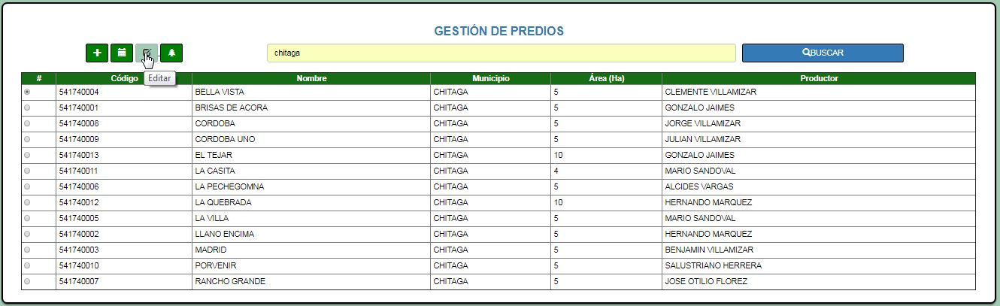 GESTIÓN DE PREDIOS
chitaga BUSCAR
Editar
# Código Nombre Municipio Área (Ha) Productor
541740004 BELLA VISTA CHITAGA 5 CLEMENTE VILLAMIZAR
541740001 BRISAS DE ACORA CHITAGA 5 GONZALO JAIMES
541740008 CORDOBA CHITAGA 5 JORGE VILLAMIZAR
541740009 CORDOBA UNO CHITAGA 5 JULIAN VILLAMIZAR
541740013 EL TEJAR CHITAGA 10 GONZALO JAIMES
541740011 LA CASITA CHITAGA 4 MARIO SANDOVAL
541740006 LA PECHEGOMNA CHITAGA 5 ALCIDES VARGAS
541740012 LA QUEBRADA CHITAGA 10 HERNANDO MARQUEZ
541740005 LA VILLA CHITAGA 5 MARIO SANDOVAL
541740002 LLANO ENCIMA CHITAGA 5 HERNANDO MARQUEZ
541740003 MADRID CHITAGA 5 BENJAMIN VILLAMIZAR
541740010 PORVENIR CHITAGA 5 SALUSTRIANO HERRERA
541740007 RANCHO GRANDE CHITAGA 5 JOSE OTILIO FLOREZ